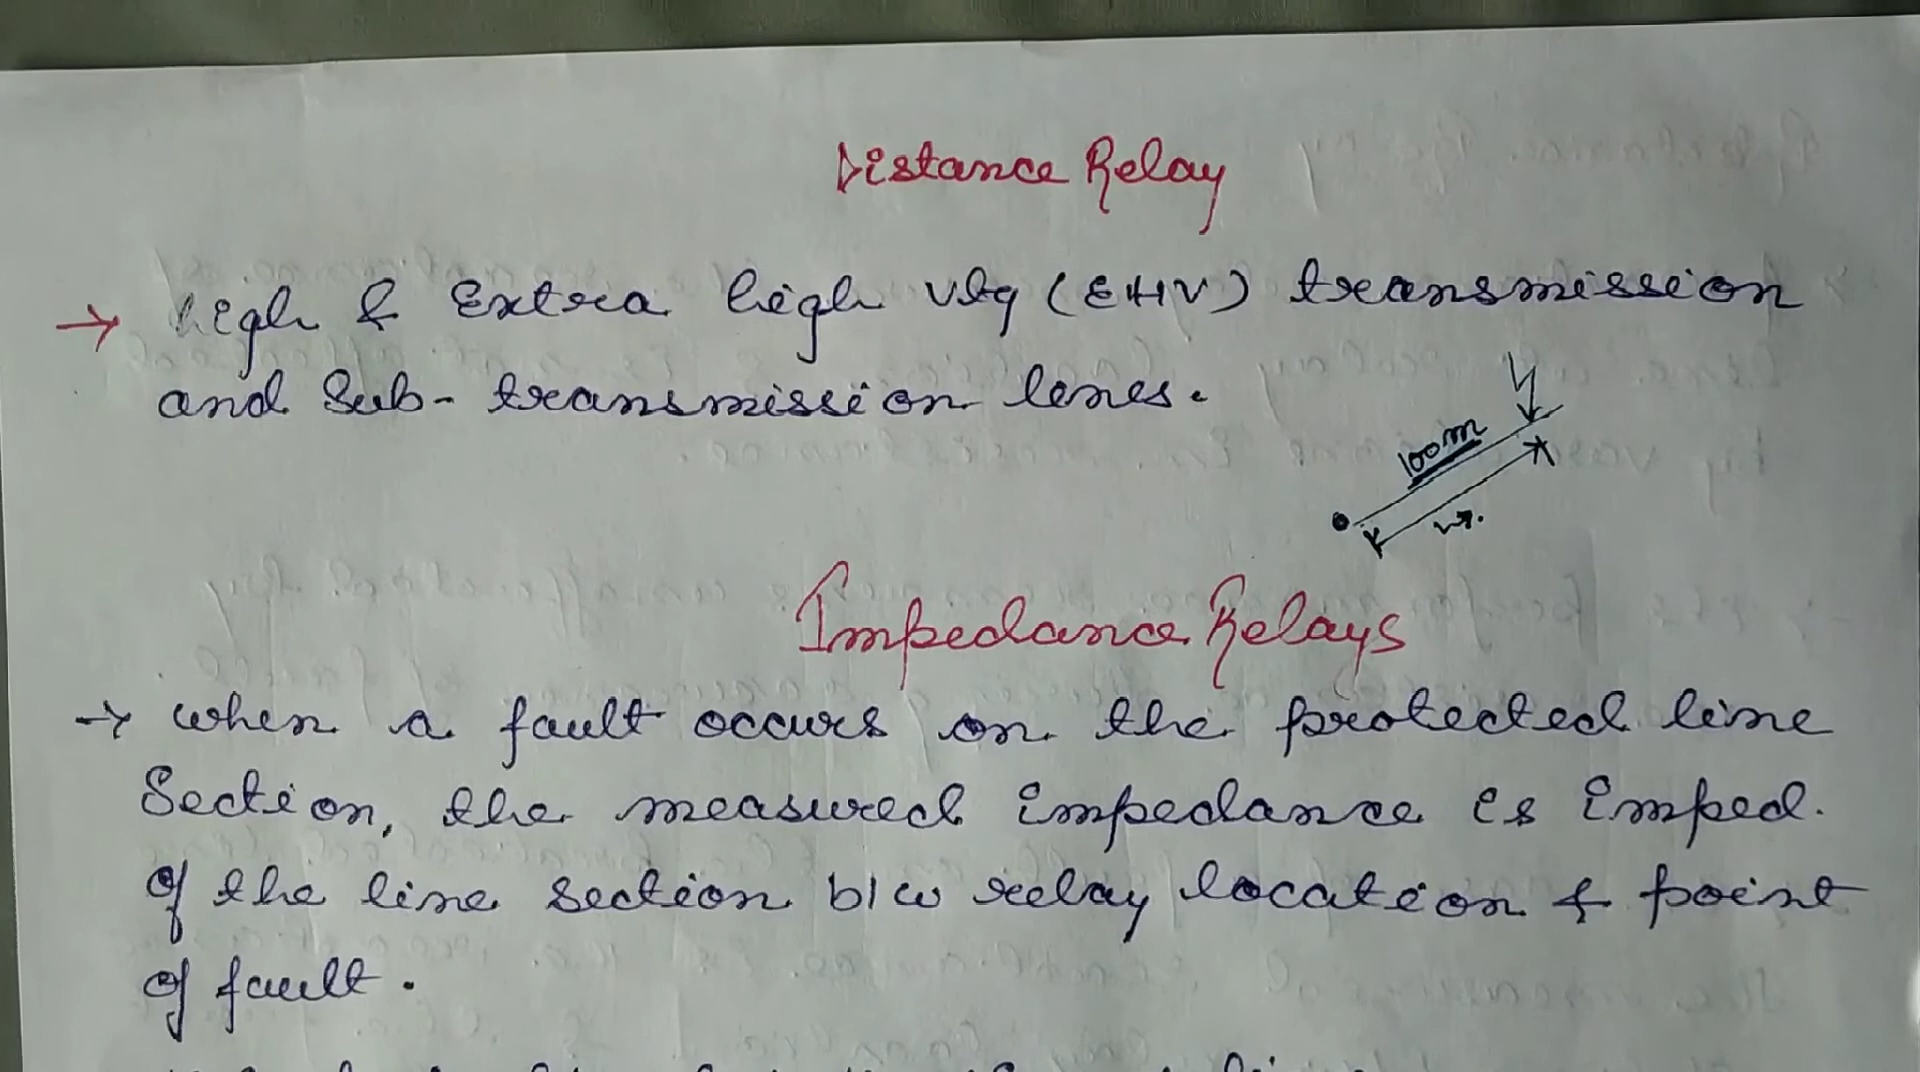 Distance Relay
→ high & Extra high vtg (EHV) transmission
and Sub-transmission lines.
100m
Impedance Relays
→ when a fault occurs on the protected line
Section, the measured impedance is imped.
of the line section b/w relay location & point
of fault.